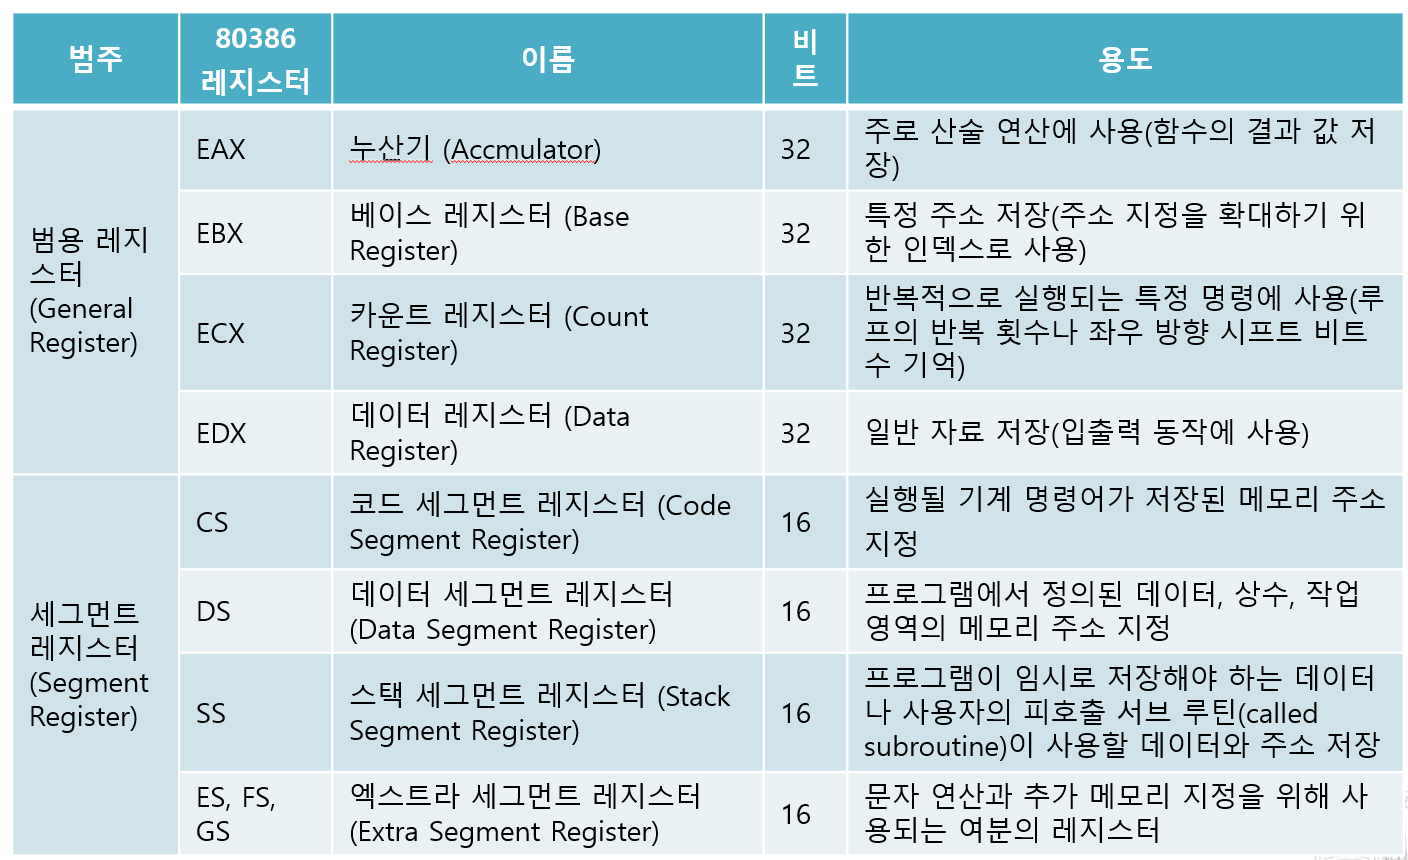 범주
80386
레지스터
이름
비
트
용도
범용 레지
스터
(General
Register)
EAX
누산기 (Accmulator)
32
주로 산술 연산에 사용(함수의 결과 값 저
장)
EBX
베이스 레지스터 (Base
Register)
32
특정 주소 저장(주소 지정을 확대하기 위
한 인덱스로 사용)
ECX
카운트 레지스터 (Count
Register)
32
반복적으로 실행되는 특정 명령에 사용(루
프의 반복 횟수나 좌우 방향 시프트 비트
수 기억)
EDX
데이터 레지스터 (Data
Register)
32
일반 자료 저장(입출력 동작에 사용)
세그먼트
레지스터
(Segment
Register)
CS
코드 세그먼트 레지스터 (Code
Segment Register)
16
실행될 기계 명령어가 저장된 메모리 주소
지정
DS
데이터 세그먼트 레지스터
(Data Segment Register)
16
프로그램에서 정의된 데이터, 상수, 작업
영역의 메모리 주소 지정
SS
스택 세그먼트 레지스터 (Stack
Segment Register)
16
프로그램이 임시로 저장해야 하는 데이터
나 사용자의 피호출 서브 루틴(called
subroutine)이 사용할 데이터와 주소 저장
ES, FS,
GS
엑스트라 세그먼트 레지스터
(Extra Segment Register)
16
문자 연산과 추가 메모리 지정을 위해 사
용되는 여분의 레지스터